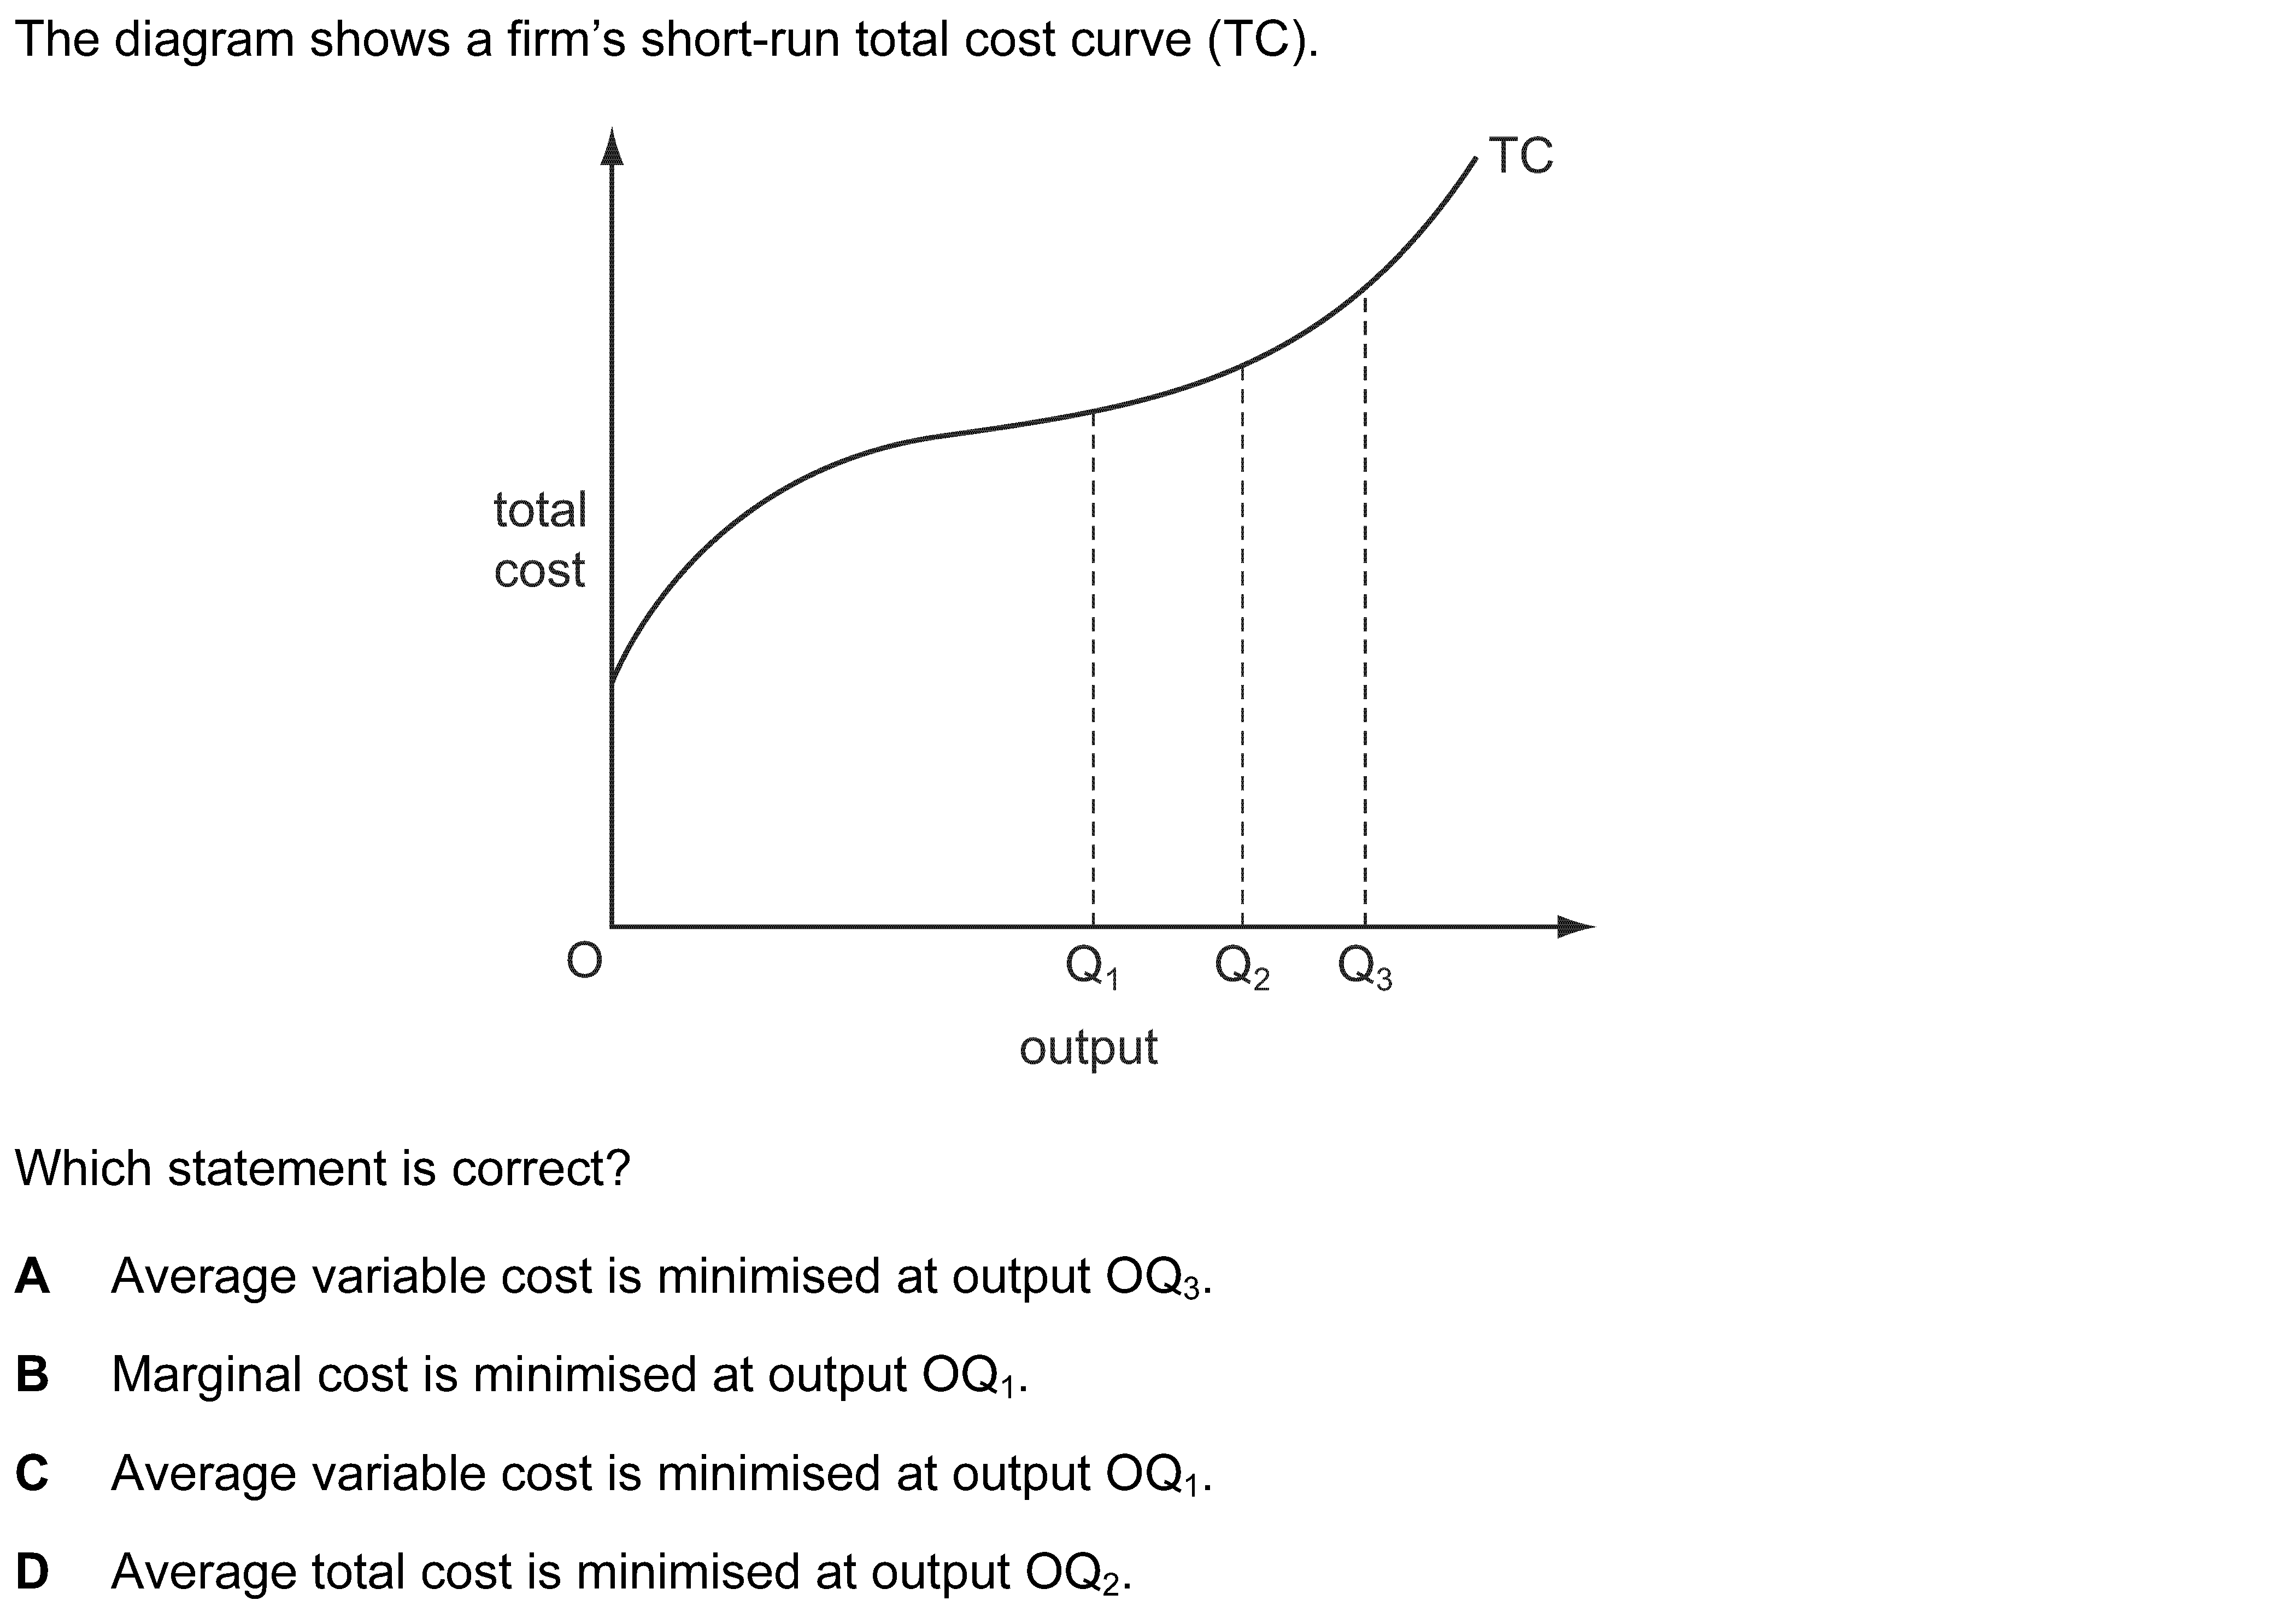 The diagram shows a firm’s short-run total cost curve (TC).
TC
total
cost
O
Q₁
Q₂
Q₃
output
Which statement is correct?
A Average variable cost is minimised at output OQ₃.
B Marginal cost is minimised at output OQ₁.
C Average variable cost is minimised at output OQ₁.
D Average total cost is minimised at output OQ₂.